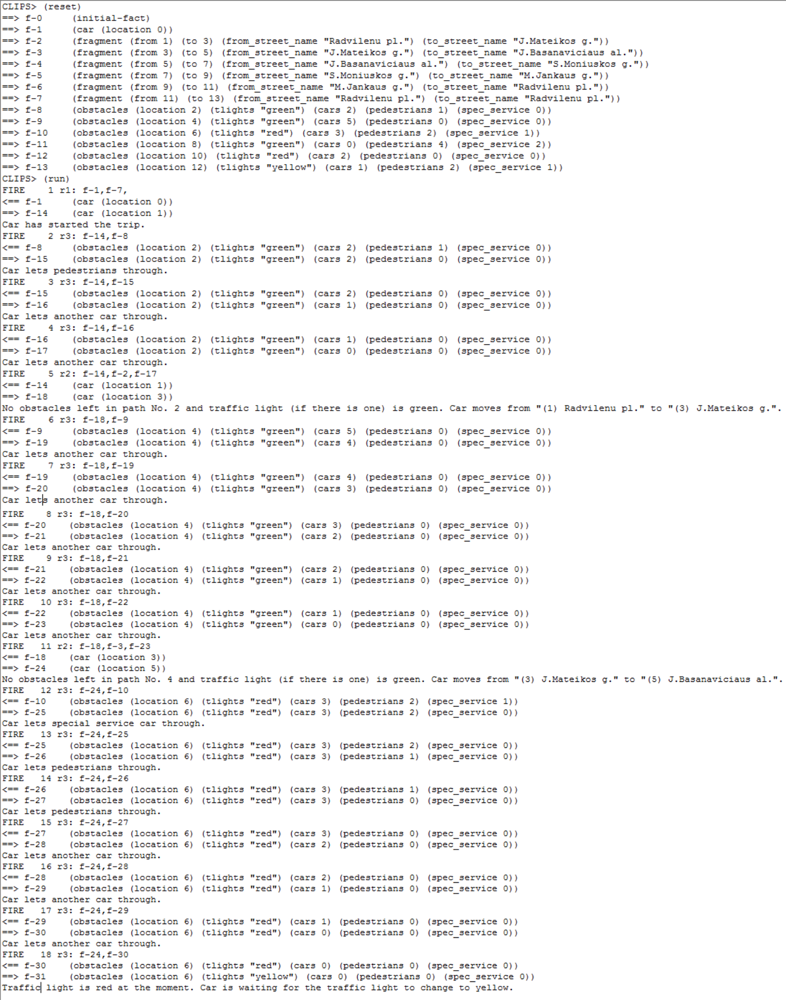 CLIPS> (reset)
==> f-0     (initial-fact)
==> f-1     (car (location 0))
==> f-2     (fragment (from 1) (to 3) (from_street_name "Radvilenu pl.") (to_street_name "J.Mateikos g."))
==> f-3     (fragment (from 3) (to 5) (from_street_name "J.Mateikos g.") (to_street_name "J.Basanaviciaus al."))
==> f-4     (fragment (from 5) (to 7) (from_street_name "J.Basanaviciaus al.") (to_street_name "S.Moniuskos g."))
==> f-5     (fragment (from 7) (to 9) (from_street_name "S.Moniuskos g.") (to_street_name "M.Jankaus g."))
==> f-6     (fragment (from 9) (to 11) (from_street_name "M.Jankaus g.") (to_street_name "Radvilenu pl."))
==> f-7     (fragment (from 11) (to 13) (from_street_name "Radvilenu pl.") (to_street_name "Radvilenu pl."))
==> f-8     (obstacles (location 2) (tlights "green") (cars 2) (pedestrians 1) (spec_service 0))
==> f-9     (obstacles (location 4) (tlights "green") (cars 5) (pedestrians 0) (spec_service 0))
==> f-10    (obstacles (location 6) (tlights "red") (cars 3) (pedestrians 2) (spec_service 1))
==> f-11    (obstacles (location 8) (tlights "green") (cars 0) (pedestrians 4) (spec_service 2))
==> f-12    (obstacles (location 10) (tlights "red") (cars 2) (pedestrians 0) (spec_service 0))
==> f-13    (obstacles (location 12) (tlights "yellow") (cars 1) (pedestrians 2) (spec_service 1))
CLIPS> (run)
FIRE    1 r1: f-1,f-7,
<== f-1     (car (location 0))
==> f-14    (car (location 1))
Car has started the trip.
FIRE    2 r3: f-14,f-8
<== f-8     (obstacles (location 2) (tlights "green") (cars 2) (pedestrians 1) (spec_service 0))
==> f-15    (obstacles (location 2) (tlights "green") (cars 2) (pedestrians 0) (spec_service 0))
Car lets pedestrians through.
FIRE    3 r3: f-14,f-15
<== f-15    (obstacles (location 2) (tlights "green") (cars 2) (pedestrians 0) (spec_service 0))
==> f-16    (obstacles (location 2) (tlights "green") (cars 1) (pedestrians 0) (spec_service 0))
Car lets another car through.
FIRE    4 r3: f-14,f-16
<== f-16    (obstacles (location 2) (tlights "green") (cars 1) (pedestrians 0) (spec_service 0))
==> f-17    (obstacles (location 2) (tlights "green") (cars 0) (pedestrians 0) (spec_service 0))
Car lets another car through.
FIRE    5 r2: f-14,f-2,f-17
<== f-14    (car (location 1))
==> f-18    (car (location 3))
No obstacles left in path No. 2 and traffic light (if there is one) is green. Car moves from "(1) Radvilenu pl." to "(3) J.Mateikos g.".
FIRE    6 r3: f-18,f-9
<== f-9     (obstacles (location 4) (tlights "green") (cars 5) (pedestrians 0) (spec_service 0))
==> f-19    (obstacles (location 4) (tlights "green") (cars 4) (pedestrians 0) (spec_service 0))
Car lets another car through.
FIRE    7 r3: f-18,f-19
<== f-19    (obstacles (location 4) (tlights "green") (cars 4) (pedestrians 0) (spec_service 0))
==> f-20    (obstacles (location 4) (tlights "green") (cars 3) (pedestrians 0) (spec_service 0))
Car lets another car through.
FIRE    8 r3: f-18,f-20
<== f-20    (obstacles (location 4) (tlights "green") (cars 3) (pedestrians 0) (spec_service 0))
==> f-21    (obstacles (location 4) (tlights "green") (cars 2) (pedestrians 0) (spec_service 0))
Car lets another car through.
FIRE    9 r3: f-18,f-21
<== f-21    (obstacles (location 4) (tlights "green") (cars 2) (pedestrians 0) (spec_service 0))
==> f-22    (obstacles (location 4) (tlights "green") (cars 1) (pedestrians 0) (spec_service 0))
Car lets another car through.
FIRE   10 r3: f-18,f-22
<== f-22    (obstacles (location 4) (tlights "green") (cars 1) (pedestrians 0) (spec_service 0))
==> f-23    (obstacles (location 4) (tlights "green") (cars 0) (pedestrians 0) (spec_service 0))
Car lets another car through.
FIRE   11 r2: f-18,f-3,f-23
<== f-18    (car (location 3))
==> f-24    (car (location 5))
No obstacles left in path No. 4 and traffic light (if there is one) is green. Car moves from "(3) J.Mateikos g." to "(5) J.Basanaviciaus al.".
FIRE   12 r3: f-24,f-10
<== f-10    (obstacles (location 6) (tlights "red") (cars 3) (pedestrians 2) (spec_service 1))
==> f-25    (obstacles (location 6) (tlights "red") (cars 3) (pedestrians 2) (spec_service 0))
Car lets special service car through.
FIRE   13 r3: f-24,f-25
<== f-25    (obstacles (location 6) (tlights "red") (cars 3) (pedestrians 2) (spec_service 0))
==> f-26    (obstacles (location 6) (tlights "red") (cars 3) (pedestrians 1) (spec_service 0))
Car lets pedestrians through.
FIRE   14 r3: f-24,f-26
<== f-26    (obstacles (location 6) (tlights "red") (cars 3) (pedestrians 1) (spec_service 0))
==> f-27    (obstacles (location 6) (tlights "red") (cars 3) (pedestrians 0) (spec_service 0))
Car lets pedestrians through.
FIRE   15 r3: f-24,f-27
<== f-27    (obstacles (location 6) (tlights "red") (cars 3) (pedestrians 0) (spec_service 0))
==> f-28    (obstacles (location 6) (tlights "red") (cars 2) (pedestrians 0) (spec_service 0))
Car lets another car through.
FIRE   16 r3: f-24,f-28
<== f-28    (obstacles (location 6) (tlights "red") (cars 2) (pedestrians 0) (spec_service 0))
==> f-29    (obstacles (location 6) (tlights "red") (cars 1) (pedestrians 0) (spec_service 0))
Car lets another car through.
FIRE   17 r3: f-24,f-29
<== f-29    (obstacles (location 6) (tlights "red") (cars 1) (pedestrians 0) (spec_service 0))
==> f-30    (obstacles (location 6) (tlights "red") (cars 0) (pedestrians 0) (spec_service 0))
Car lets another car through.
FIRE   18 r3: f-24,f-30
<== f-30    (obstacles (location 6) (tlights "red") (cars 0) (pedestrians 0) (spec_service 0))
==> f-31    (obstacles (location 6) (tlights "yellow") (cars 0) (pedestrians 0) (spec_service 0))
Traffic light is red at the moment. Car is waiting for the traffic light to change to yellow.